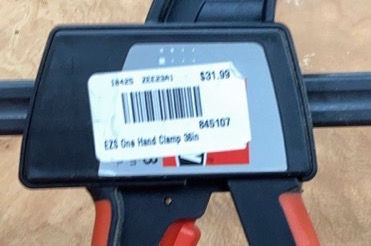 18425 ZEE23A1 $31.99
845107
EZS One Hand Clamp 36in